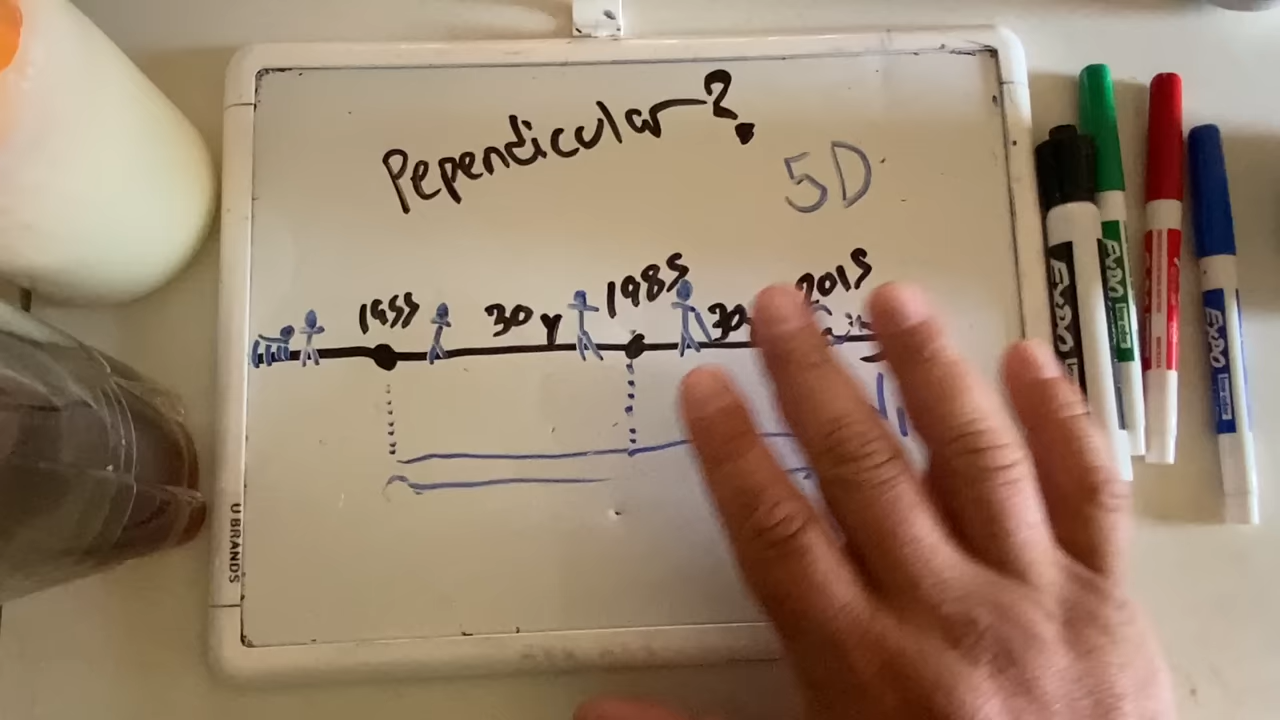 Pependicular?
5D
1955 30 Y 1985 30 2015
U BRANDS
EXPO
EXPO
EXPO
EXPO